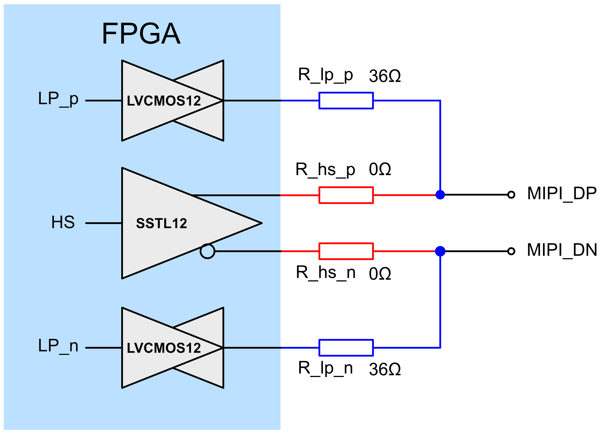 FPGA
R_lp_p 36Ω
LP_p
LVCMOS12
R_hs_p 0Ω
MIPI_DP
HS
SSTL12
MIPI_DN
R_hs_n 0Ω
LP_n
LVCMOS12
R_lp_n 36Ω